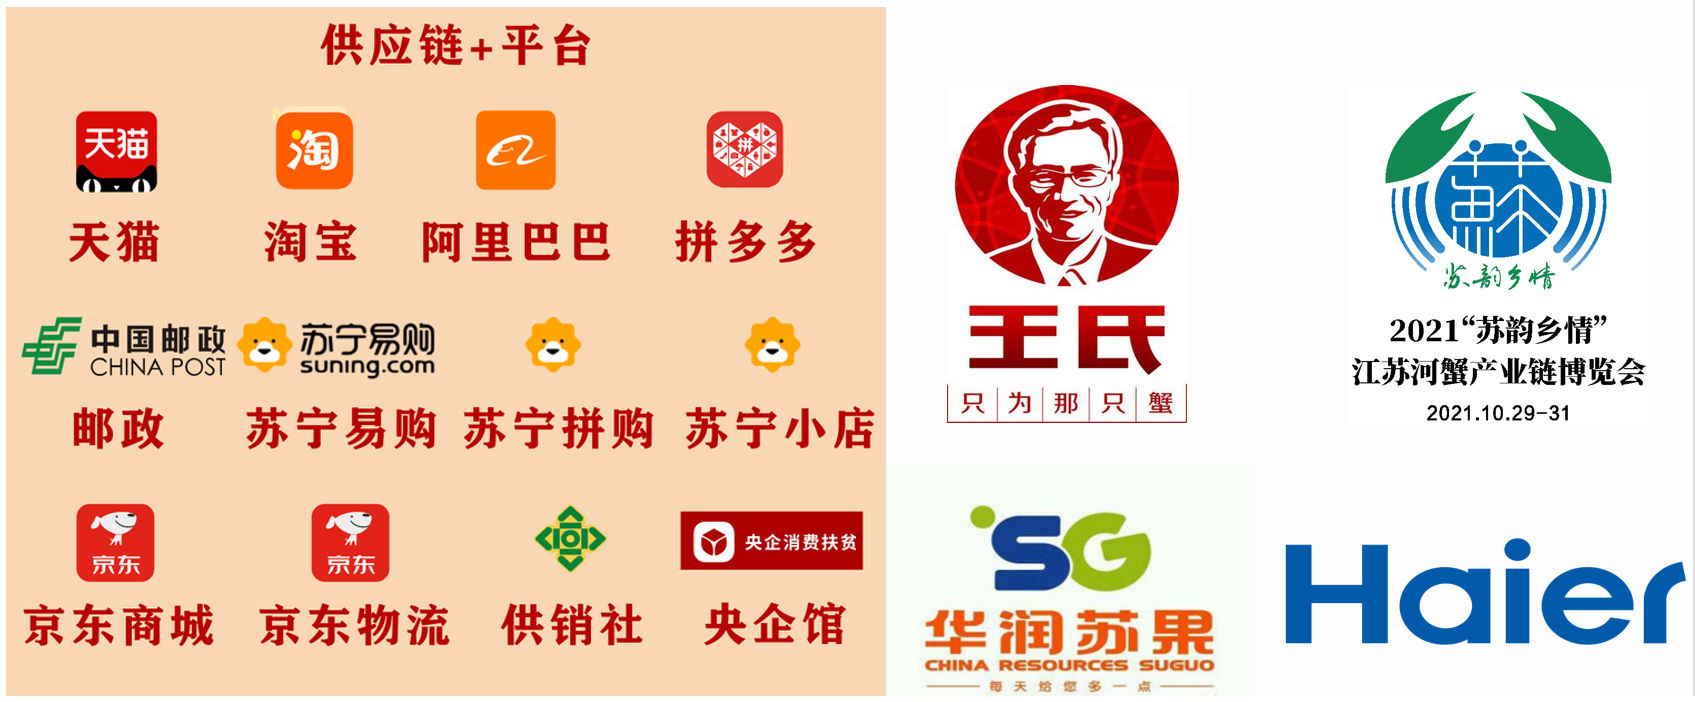 供应链+平台
天猫
淘
拼
天猫
淘宝
阿里巴巴
拼多多
中国邮政
CHINA POST
苏宁易购
suning.com
邮政
苏宁易购
苏宁拼购
苏宁小店
京东
京东
央企消费扶贫
京东商城
京东物流
供销社
央企馆
王氏
只为那只蟹
苏韵乡情
2021“苏韵乡情”
江苏河蟹产业链博览会
2021.10.29-31
SG
华润苏果
CHINA RESOURCES SUGUO
每天给您多一点
Haier